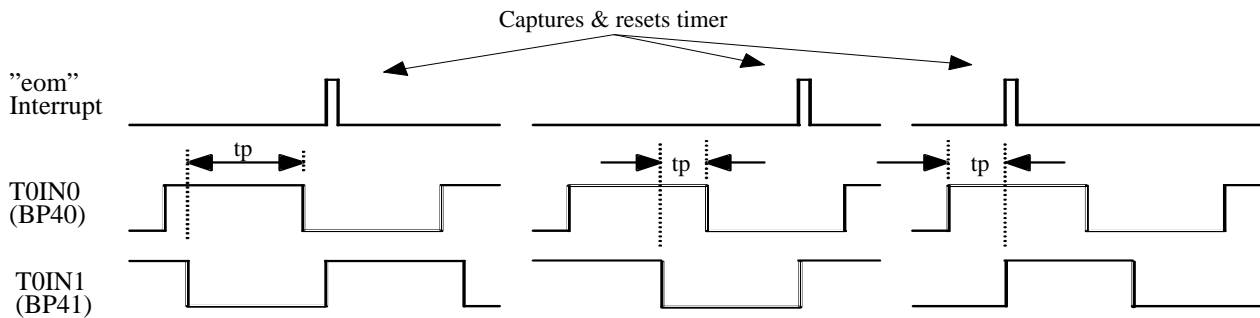 Captures & resets timer
”eom”
Interrupt
tp
tp
tp
T0IN0
(BP40)
T0IN1
(BP41)